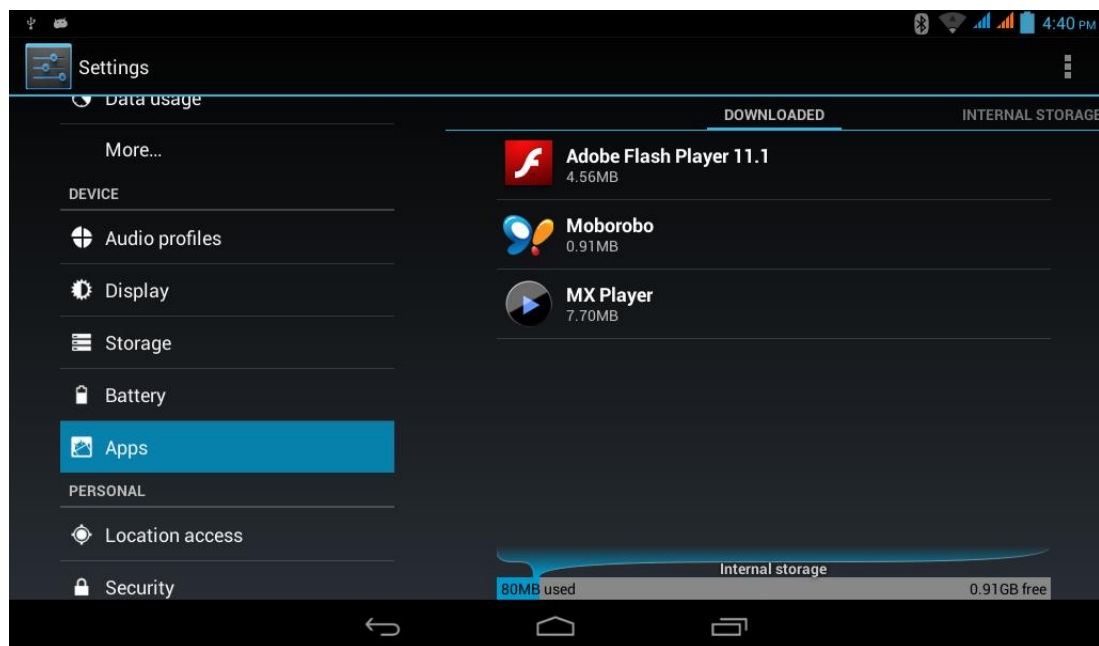 4:40 PM
Settings
Data usage
More...
DEVICE
Audio profiles
Display
Storage
Battery
Apps
PERSONAL
Location access
Security
DOWNLOADED
INTERNAL STORAGE
Adobe Flash Player 11.1
4.56MB
Moborobo
0.91MB
MX Player
7.70MB
Internal storage
80MB used
0.91GB free